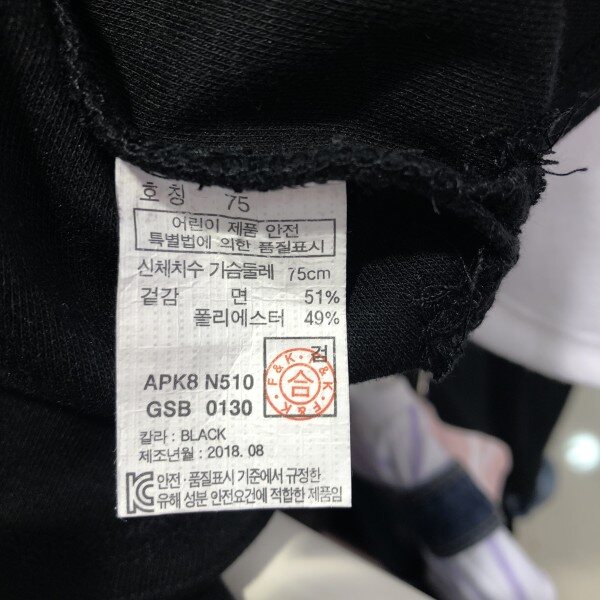 호칭 75
어린이 제품 안전
특별법에 의한 품질표시
신체치수 가슴둘레 75cm
겉감 면 51%
폴리에스터 49%
검
APK8 N510
GSB 0130
F&K · F&K · F&K
合
칼라 : BLACK
제조년월 : 2018. 08
KC 안전 · 품질표시 기준에서 규정한
유해 성분 안전요건에 적합한 제품임